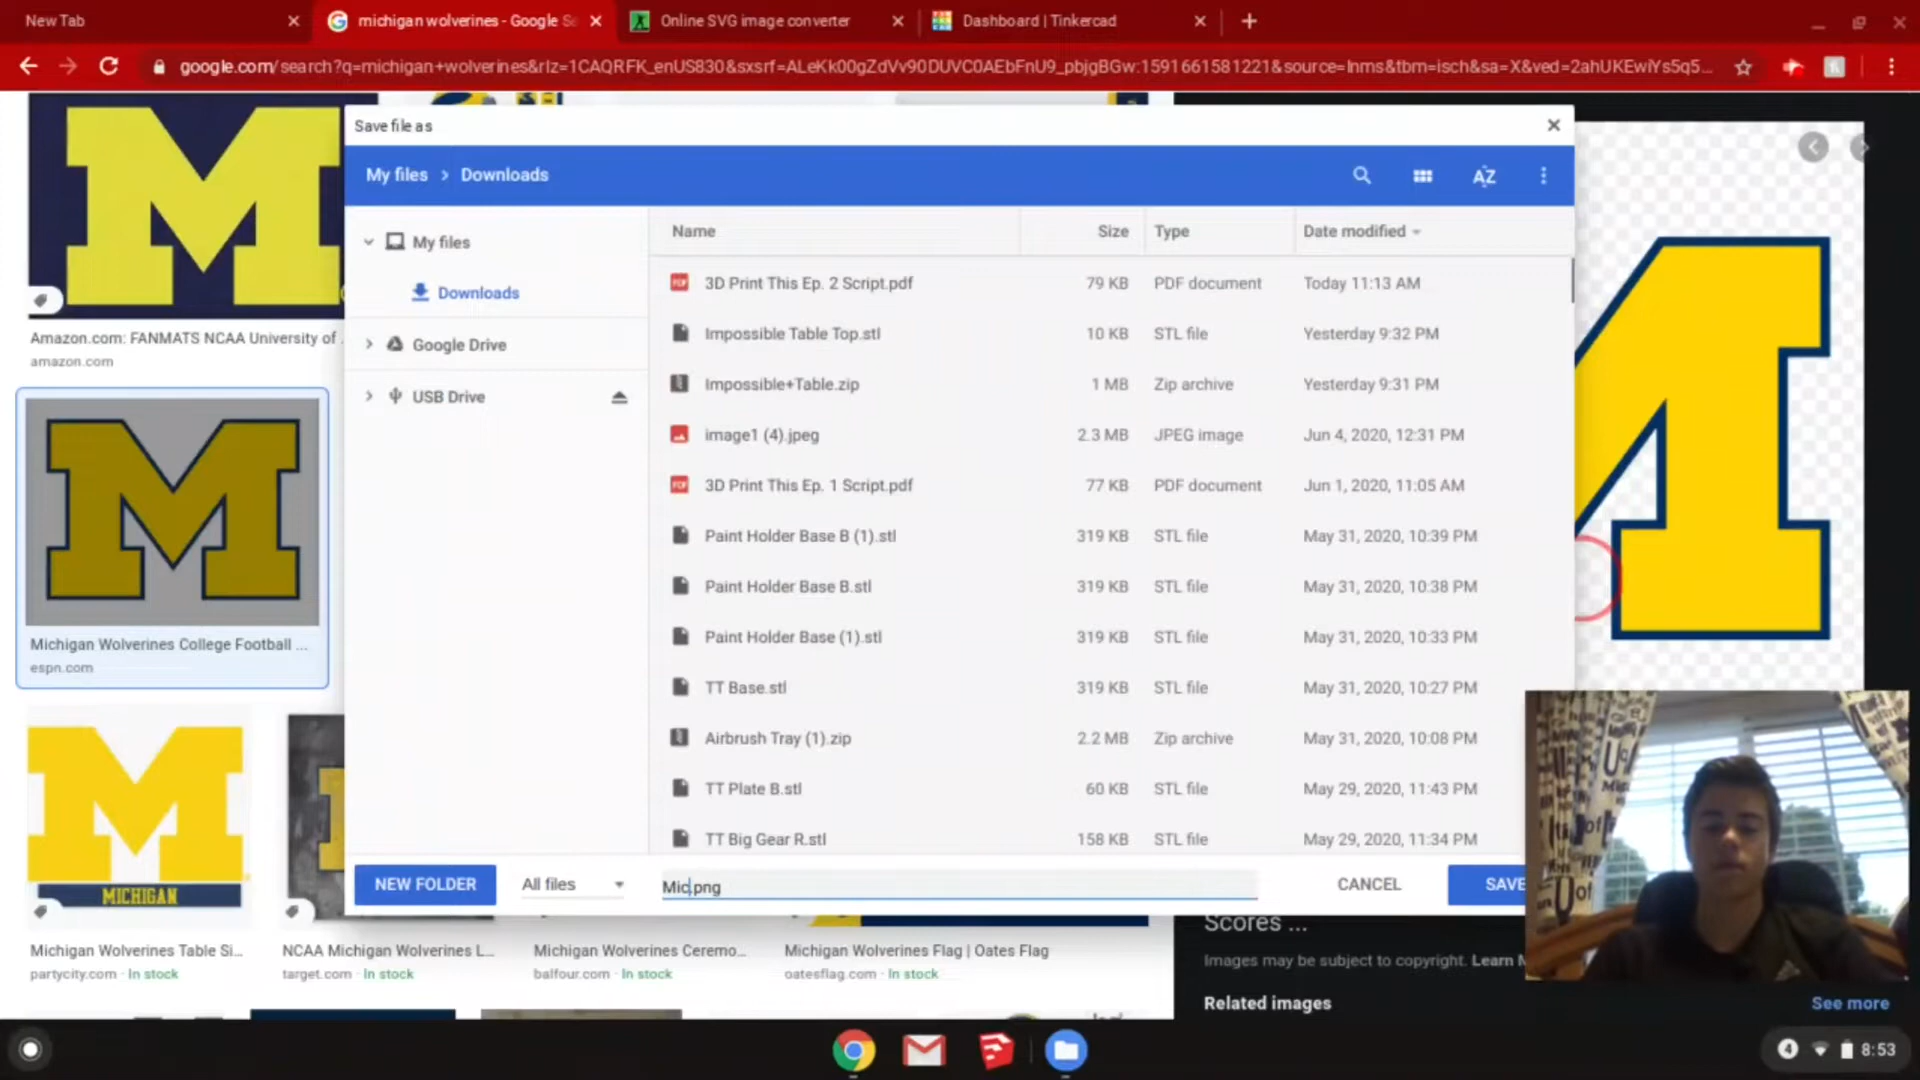 New Tab
michigan wolverines - Google Se
Online SVG image converter
Dashboard | Tinkercad
google.com/search?q=michigan+wolverines&rlz=1CAQRFK_enUS830&sxsrf=ALeKk00gZdVv90DUVC0AEbFnU9_pbjgBGw:1591661581221&source=lnms&tbm=isch&sa=X&ved=2ahUKEwiYs5q5...
Save file as
My files > Downloads
AZ
My files
Downloads
Google Drive
USB Drive
Name Size Type Date modified
3D Print This Ep. 2 Script.pdf 79 KB PDF document Today 11:13 AM
Impossible Table Top.stl 10 KB STL file Yesterday 9:32 PM
Impossible+Table.zip 1 MB Zip archive Yesterday 9:31 PM
image1 (4).jpeg 2.3 MB JPEG image Jun 4, 2020, 12:31 PM
3D Print This Ep. 1 Script.pdf 77 KB PDF document Jun 1, 2020, 11:05 AM
Paint Holder Base B (1).stl 319 KB STL file May 31, 2020, 10:39 PM
Paint Holder Base B.stl 319 KB STL file May 31, 2020, 10:38 PM
Paint Holder Base (1).stl 319 KB STL file May 31, 2020, 10:33 PM
TT Base.stl 319 KB STL file May 31, 2020, 10:27 PM
Airbrush Tray (1).zip 2.2 MB Zip archive May 31, 2020, 10:08 PM
TT Plate B.stl 60 KB STL file May 29, 2020, 11:43 PM
TT Big Gear R.stl 158 KB STL file May 29, 2020, 11:34 PM
NEW FOLDER
All files
Mic.png
CANCEL
SAVE
M
Amazon.com: FANMATS NCAA University of
amazon.com
M
Michigan Wolverines College Football ...
espn.com
M
MICHIGAN
Michigan Wolverines Table Si...
partycity.com · In stock
NCAA Michigan Wolverines L...
target.com · In stock
Michigan Wolverines Ceremo...
balfour.com · In stock
Michigan Wolverines Flag | Oates Flag
oatesflag.com · In stock
Scores ...
Images may be subject to copyright. Learn M
Related images
See more
4
8:53